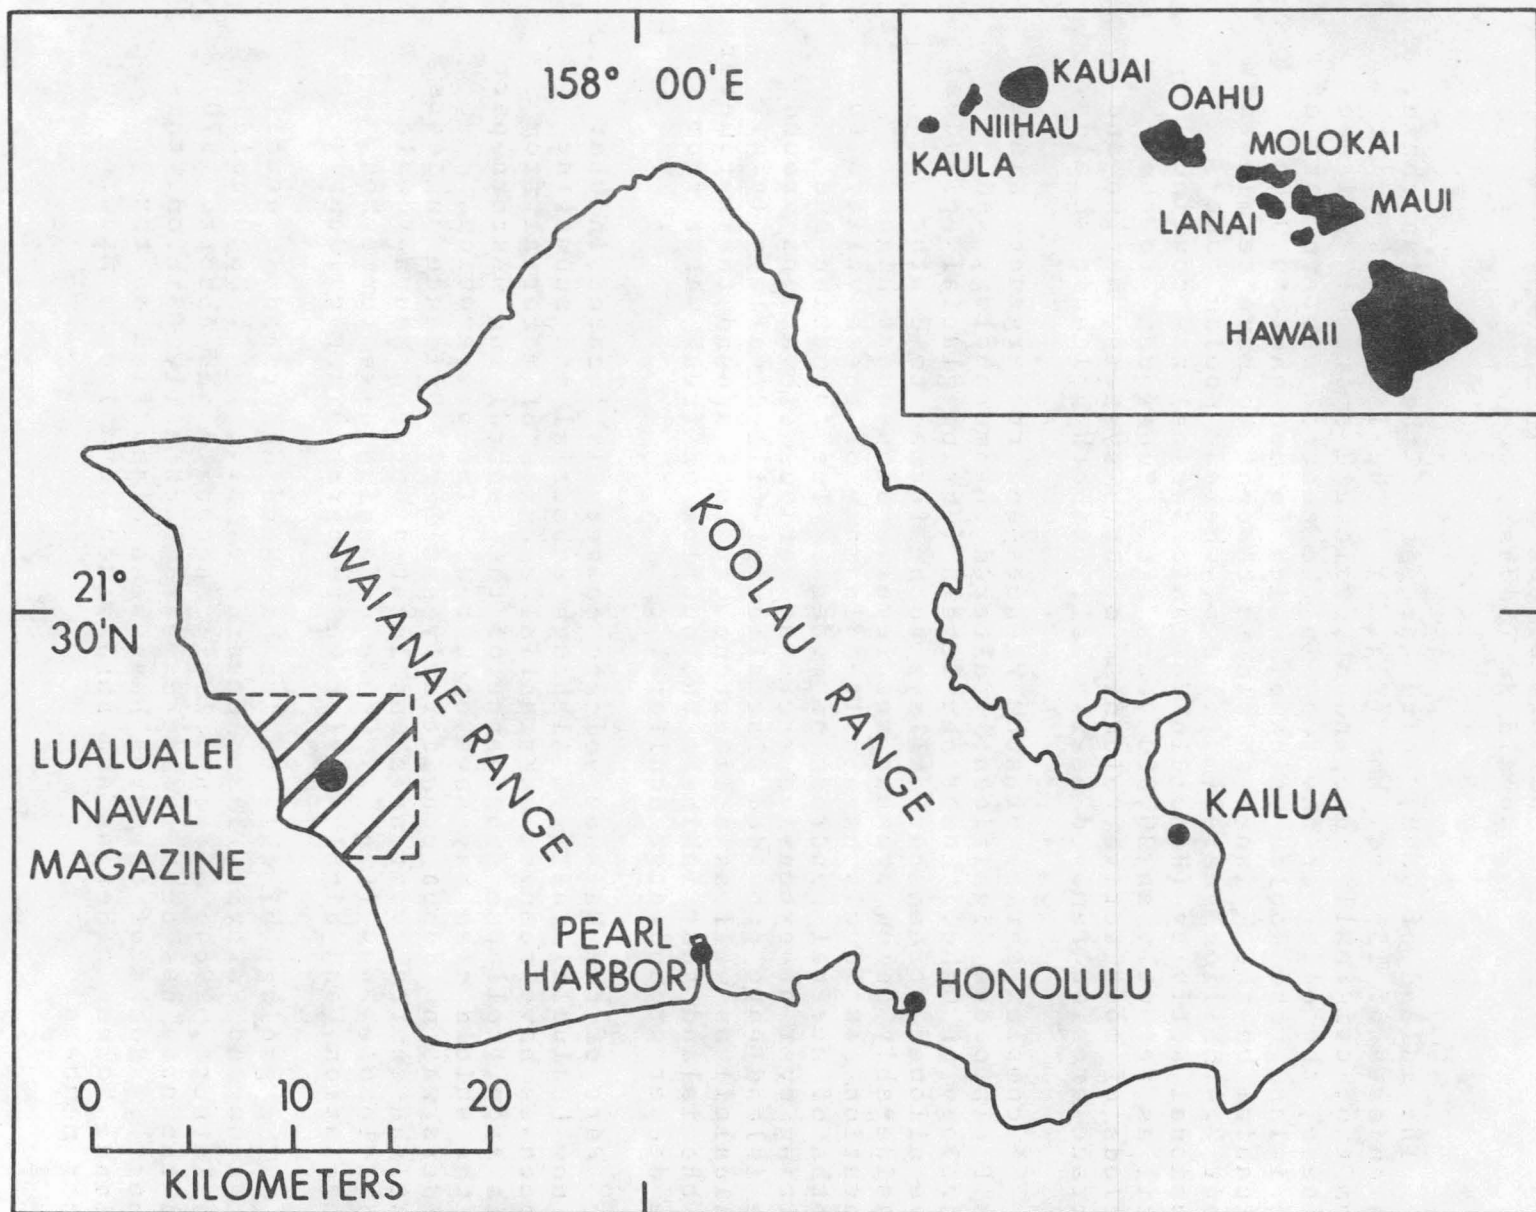 158° 00'E
KAUAI
OAHU
NIIHAU
MOLOKAI
KAULA
LANAI
MAUI
HAWAII
21°
30'N
WAIANAE RANGE
KOOLAU RANGE
LUALUALEI
NAVAL
MAGAZINE
KAILUA
PEARL
HARBOR
HONOLULU
0 10 20
KILOMETERS